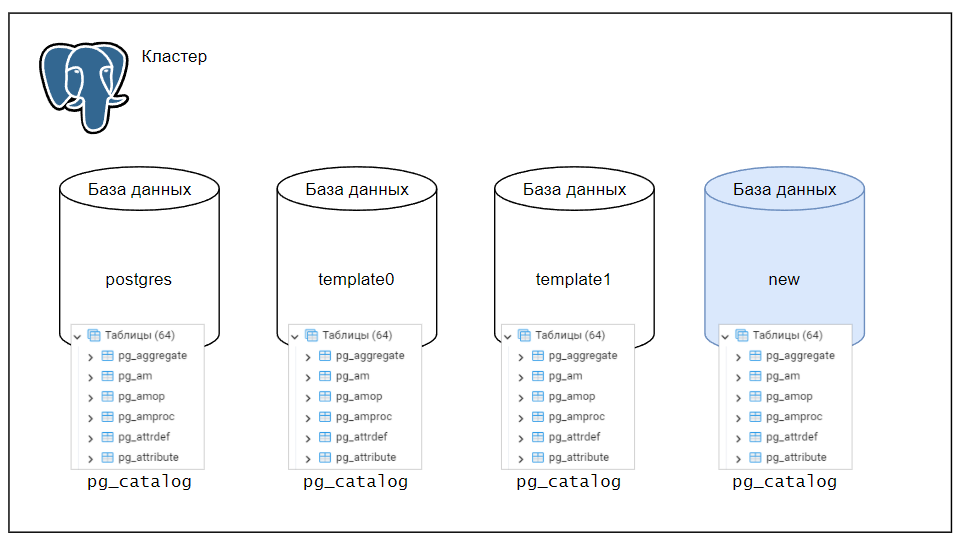 Кластер
База данных
postgres
Таблицы (64)
pg_aggregate
pg_am
pg_amop
pg_amproc
pg_attrdef
pg_attribute
pg_catalog
База данных
template0
Таблицы (64)
pg_aggregate
pg_am
pg_amop
pg_amproc
pg_attrdef
pg_attribute
pg_catalog
База данных
template1
Таблицы (64)
pg_aggregate
pg_am
pg_amop
pg_amproc
pg_attrdef
pg_attribute
pg_catalog
База данных
new
Таблицы (64)
pg_aggregate
pg_am
pg_amop
pg_amproc
pg_attrdef
pg_attribute
pg_catalog